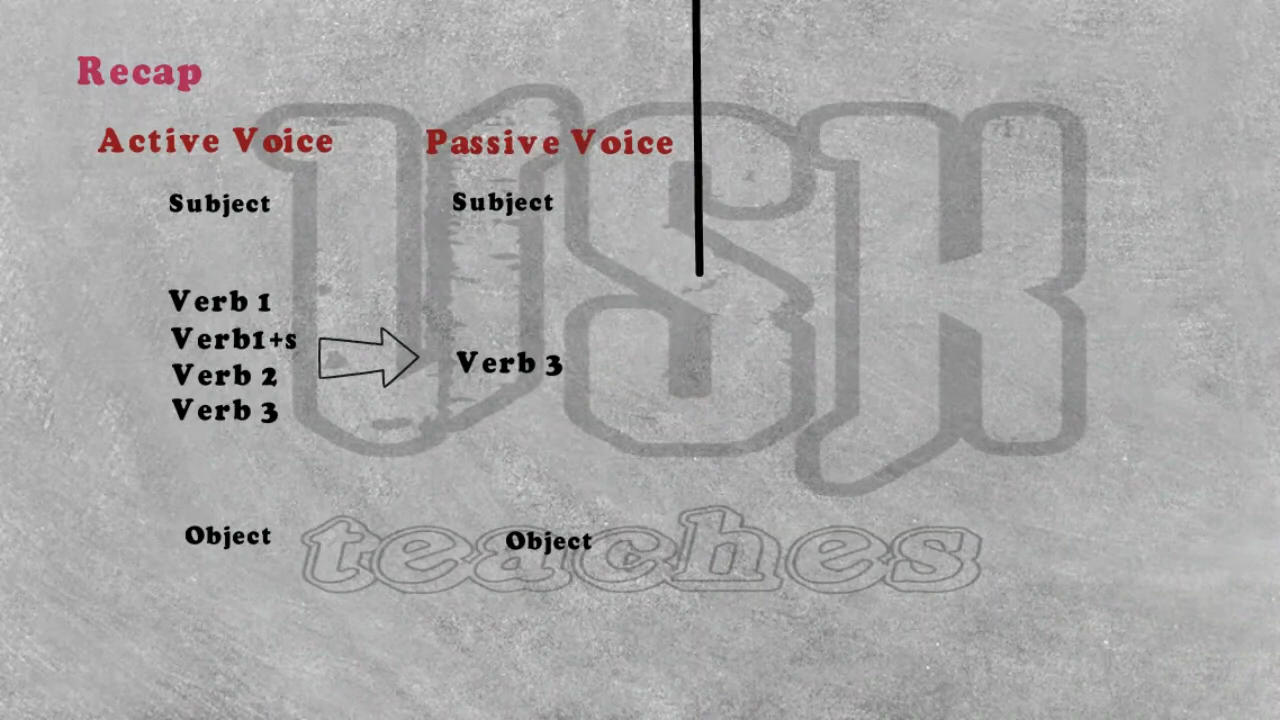 Recap
Active Voice
Passive Voice
Subject
Subject
Verb 1
Verb1+s
Verb 2
Verb 3
Verb 3
Object
Object
VSK
teaches